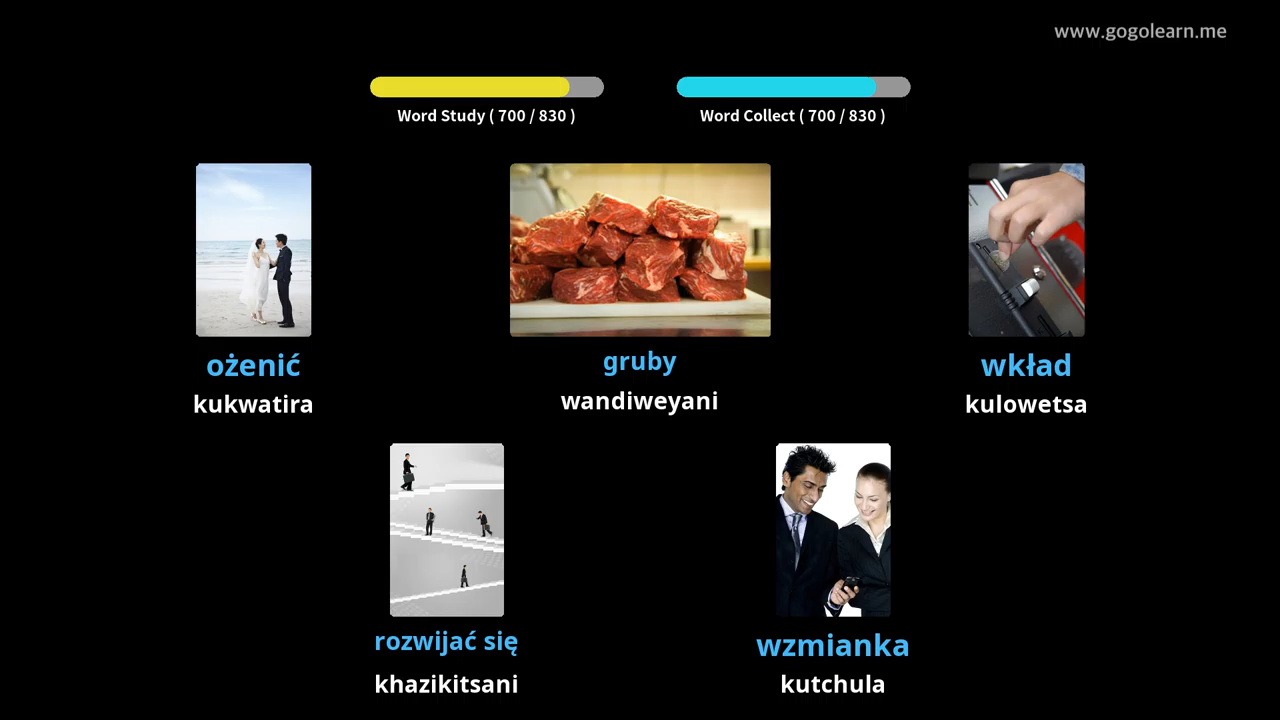 www.gogolearn.me
Word Study ( 700 / 830 )
Word Collect ( 700 / 830 )
ożenić
kukwatira
gruby
wandiweyani
wkład
kulowetsa
rozwijać się
khazikitsani
wzmianka
kutchula